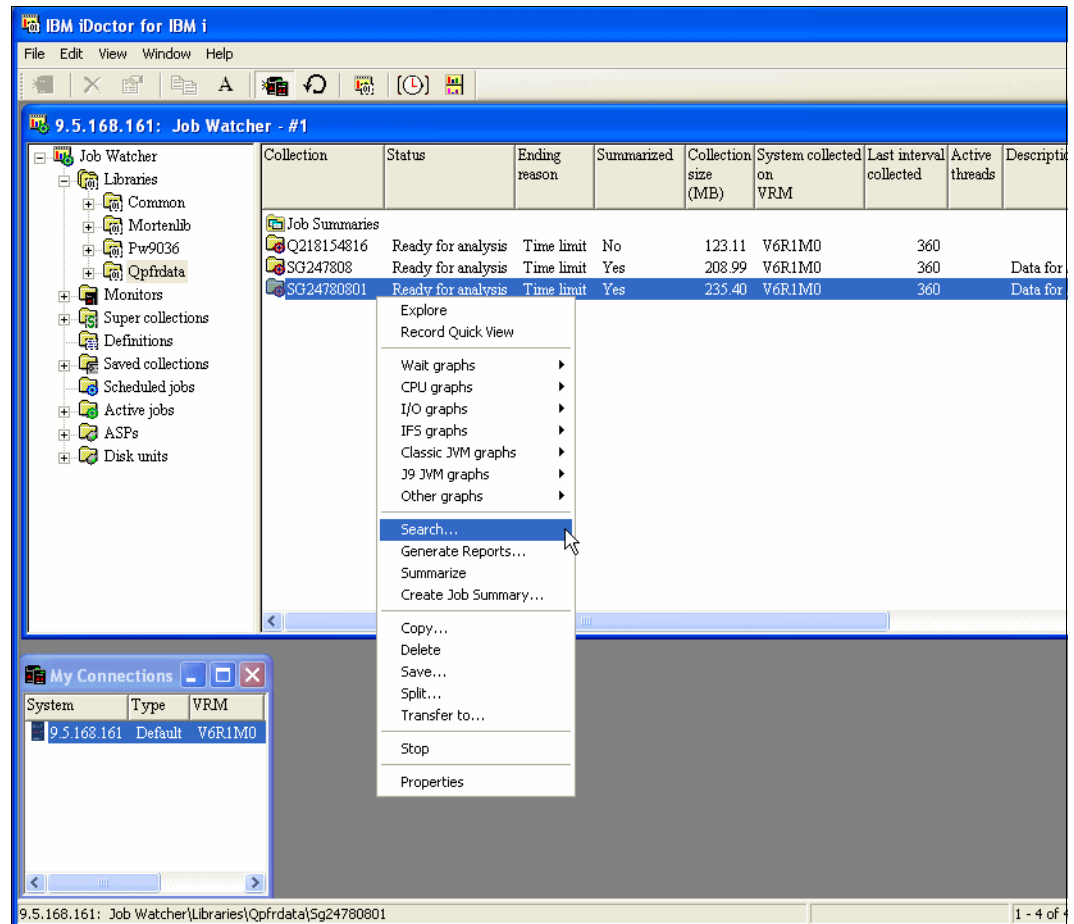 IBM iDoctor for IBM i
File Edit View Window Help
A
9.5.168.161: Job Watcher - #1
Job Watcher
Libraries
Common
Mortenlib
Pw9036
Qpfrdata
Monitors
Super collections
Definitions
Saved collections
Scheduled jobs
Active jobs
ASPs
Disk units
Collection Status Ending reason Summarized Collection size (MB) System collected on VRM Last interval collected Active threads Descriptio
Job Summaries
Q218154816 Ready for analysis Time limit No 123.11 V6R1M0 360
SG247808 Ready for analysis Time limit Yes 208.99 V6R1M0 360 Data for
SG24780801 Ready for analysis Time limit Yes 235.40 V6R1M0 360 Data for
Explore
Record Quick View
Wait graphs
CPU graphs
I/O graphs
IFS graphs
Classic JVM graphs
J9 JVM graphs
Other graphs
Search...
Generate Reports...
Summarize
Create Job Summary...
Copy...
Delete
Save...
Split...
Transfer to...
Stop
Properties
My Connections
System Type VRM
9.5.168.161 Default V6R1M0
9.5.168.161: Job Watcher\Libraries\Qpfrdata\Sg24780801
1 - 4 of 4